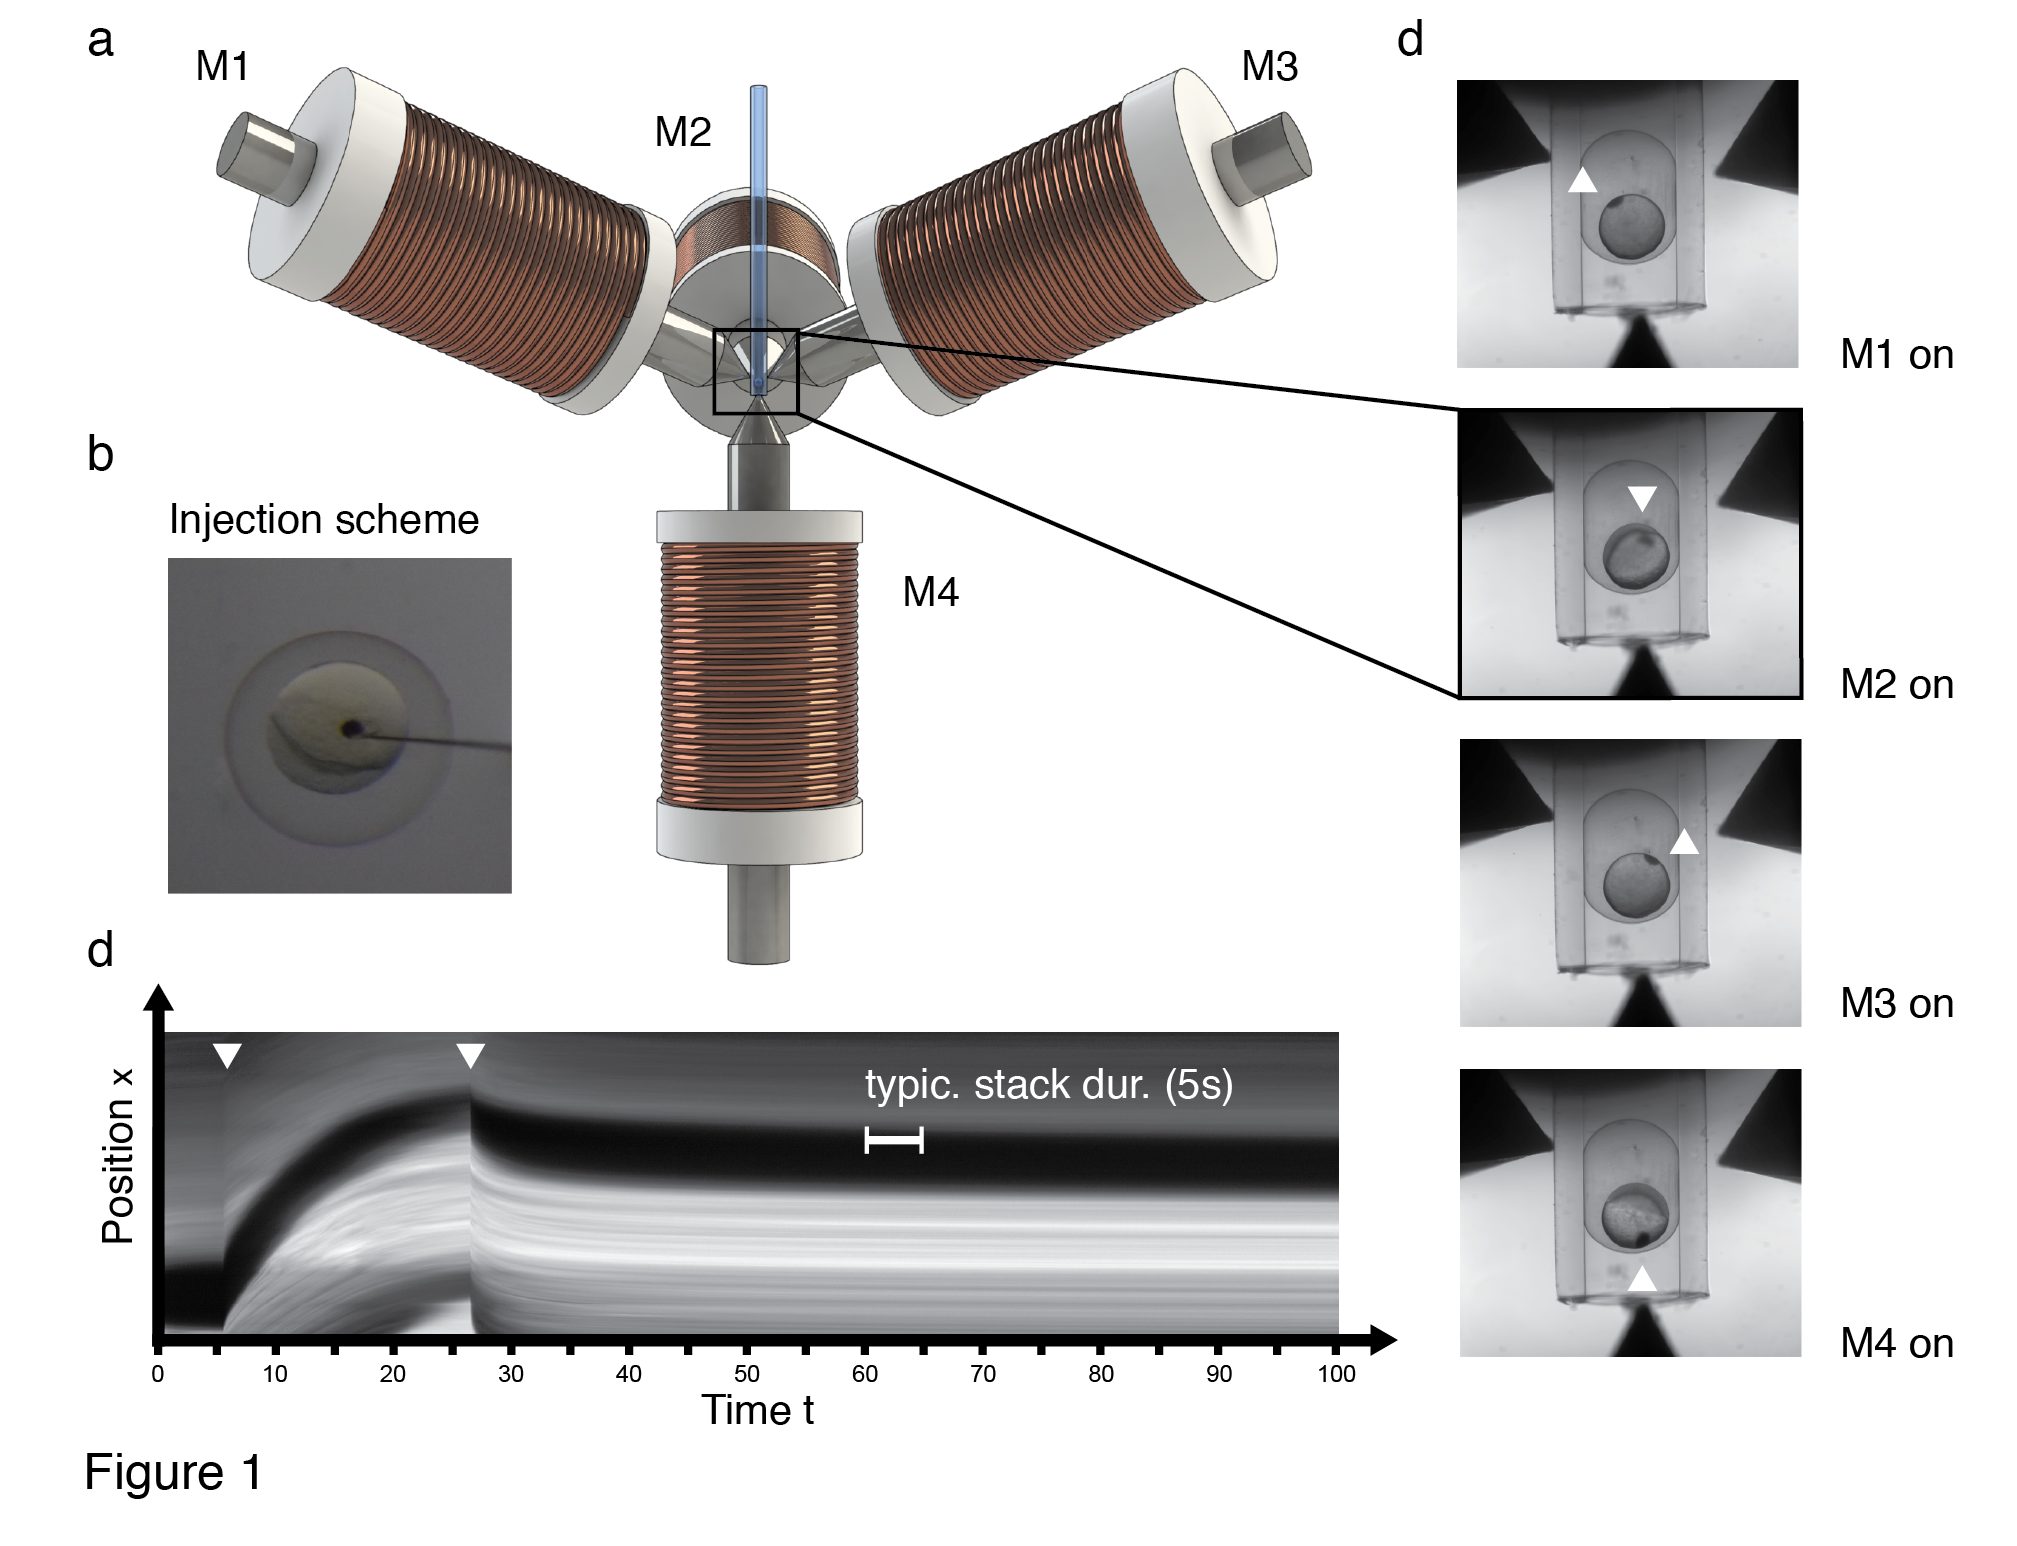 a
M1
M2
M3
d
M1 on
b
Injection scheme
M4
M2 on
M3 on
d
Position x
typic. stack dur. (5s)
0 10 20 30 40 50 60 70 80 90 100
Time t
M4 on
Figure 1